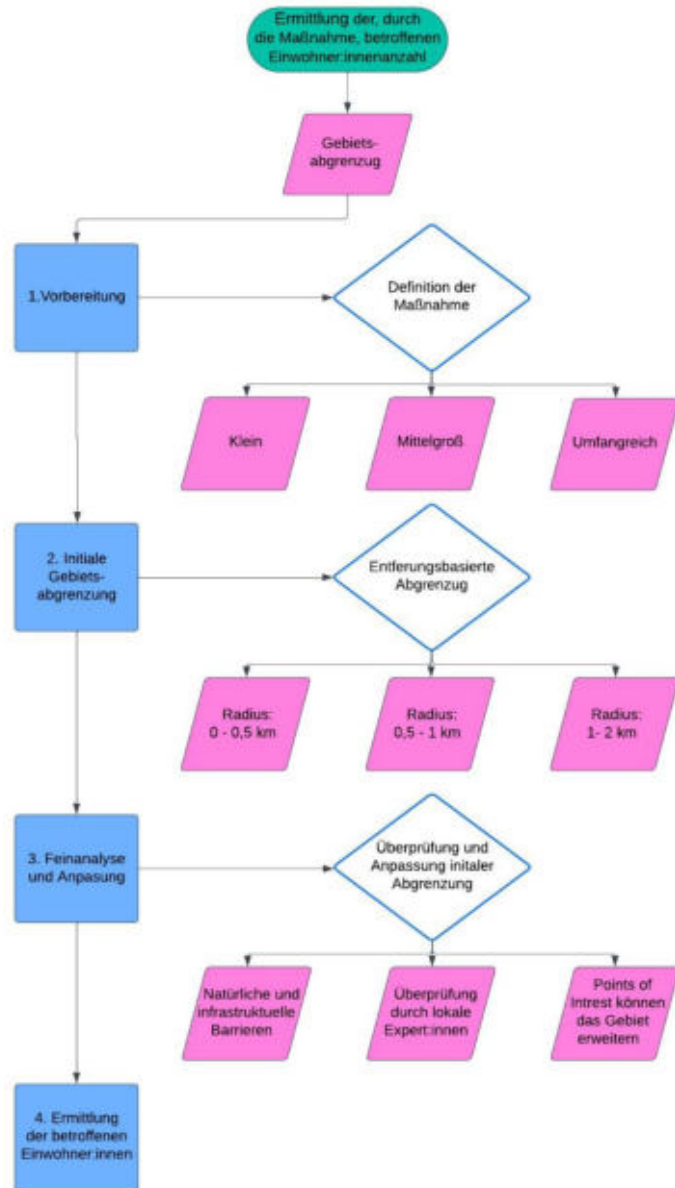 Ermittlung der, durch
die Maßnahme, betroffenen
Einwohner:innenanzahl
Gebiets-
abgrenzug
1.Vorbereitung
Definition der
Maßnahme
Klein
Mittelgroß
Umfangreich
2. Initiale
Gebiets-
abgrenzung
Entferungsbasierte
Abgrenzug
Radius:
0 - 0,5 km
Radius:
0,5 - 1 km
Radius:
1- 2 km
3. Feinanalyse
und Anpasung
Überprüfung und
Anpassung initaler
Abgrenzung
Natürliche und
infrastruktuelle
Barrieren
Überprüfung
durch lokale
Expert:innen
Points of
Intrest können
das Gebiet
erweitern
4. Ermittlung
der betroffenen
Einwohner:innen